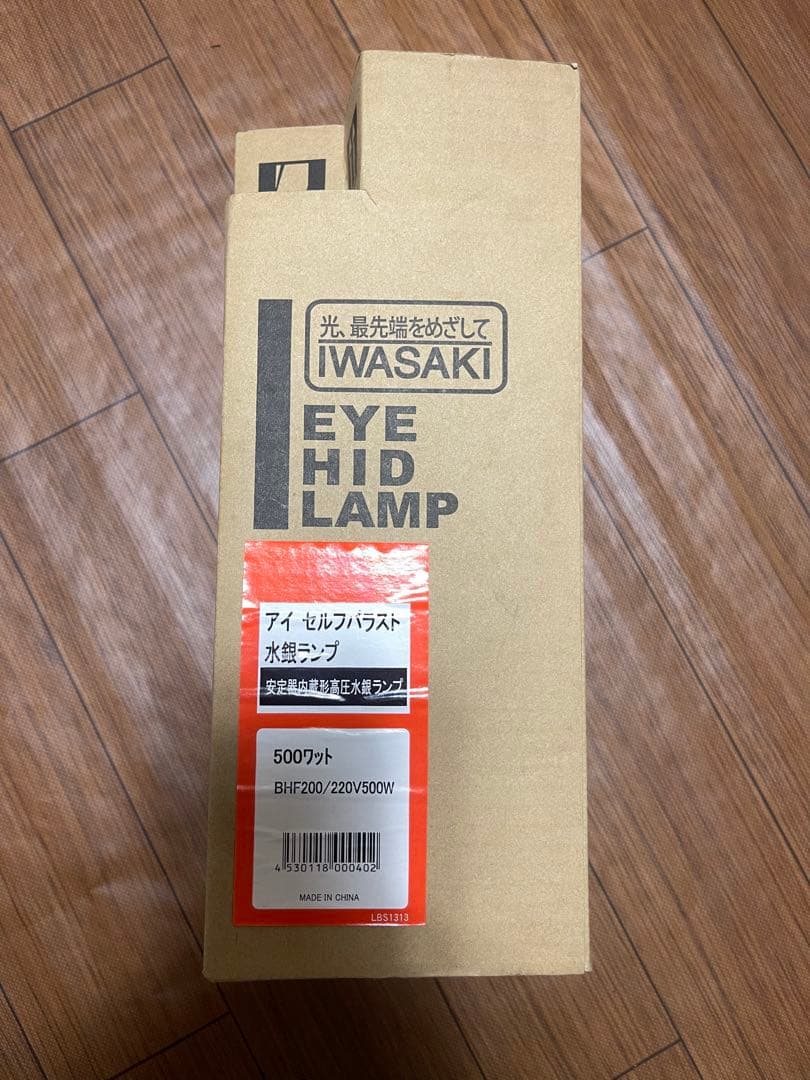 光、最先端をめざして
IWASAKI
EYE
HID
LAMP
アイ セルフバラスト
水銀ランプ
安定器内蔵形高圧水銀ランプ
500ワット
BHF200/220V500W
4 530118 000402
MADE IN CHINA
LBS1313